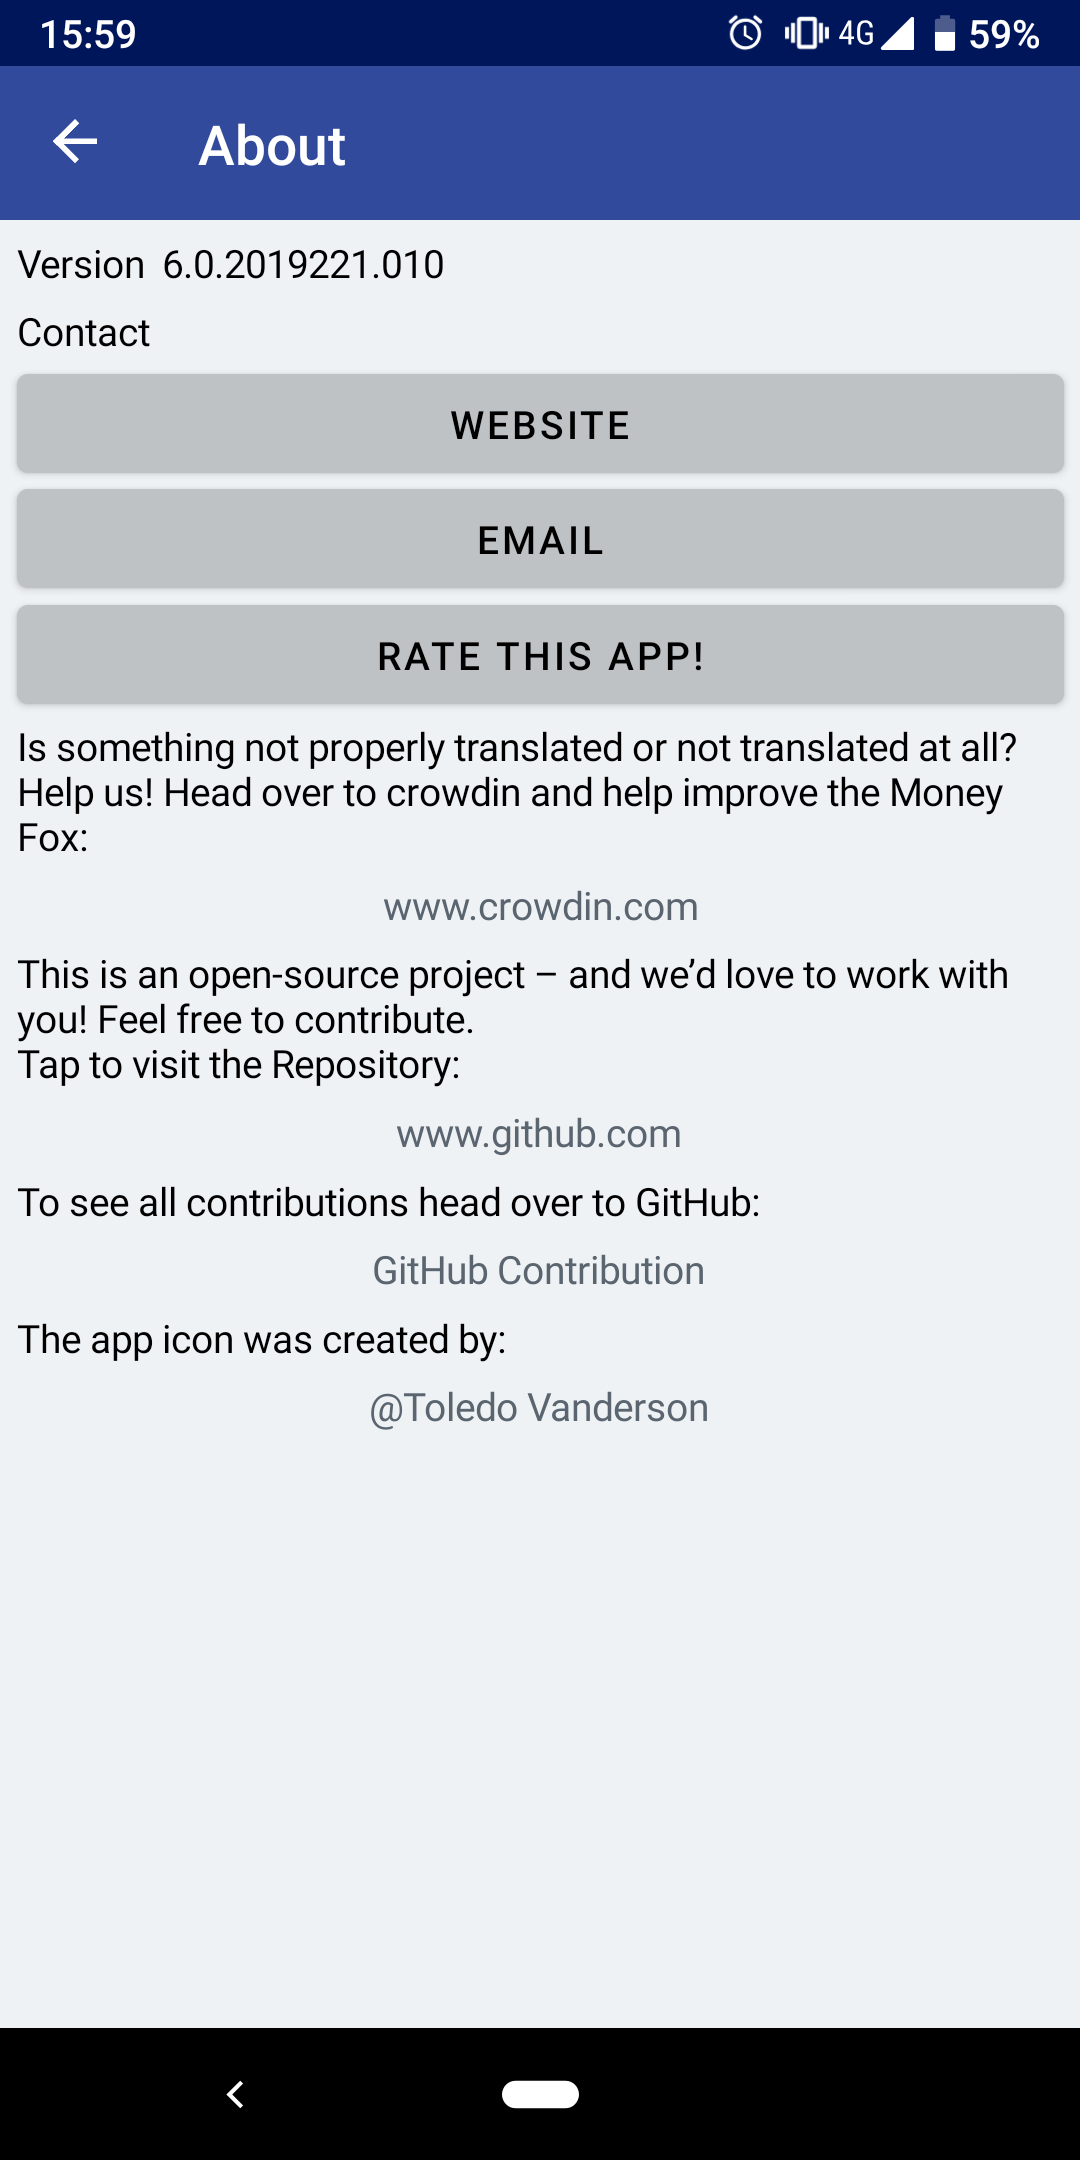 15:59 4G 59%
About
Version 6.0.2019221.010
Contact
WEBSITE
EMAIL
RATE THIS APP!
Is something not properly translated or not translated at all?
Help us! Head over to crowdin and help improve the Money
Fox:
www.crowdin.com
This is an open-source project – and we’d love to work with
you! Feel free to contribute.
Tap to visit the Repository:
www.github.com
To see all contributions head over to GitHub:
GitHub Contribution
The app icon was created by:
@Toledo Vanderson